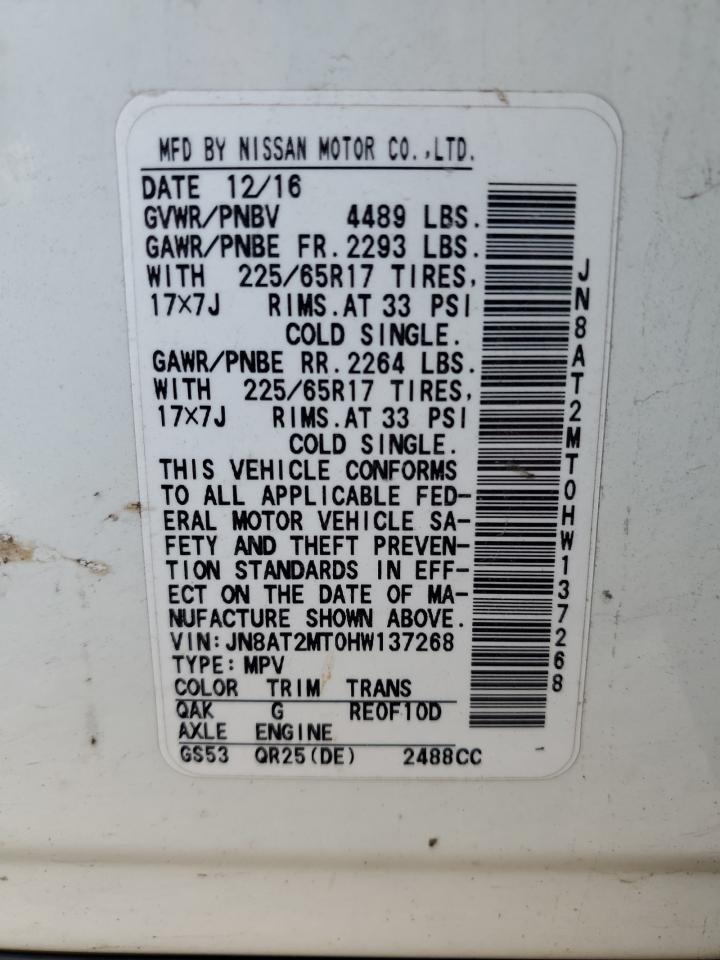 MFD BY NISSAN MOTOR CO.,LTD.
DATE 12/16
GVWR/PNBV 4489 LBS.
GAWR/PNBE FR.2293 LBS.
WITH 225/65R17 TIRES,
17×7J RIMS.AT 33 PSI
COLD SINGLE.
GAWR/PNBE RR.2264 LBS.
WITH 225/65R17 TIRES,
17×7J RIMS.AT 33 PSI
COLD SINGLE.
THIS VEHICLE CONFORMS
TO ALL APPLICABLE FED-
ERAL MOTOR VEHICLE SA-
FETY AND THEFT PREVEN-
TION STANDARDS IN EFF-
ECT ON THE DATE OF MA-
NUFACTURE SHOWN ABOVE.
VIN:JN8AT2MT0HW137268
TYPE:MPV
COLOR TRIM TRANS
QAK G RE0F10D
AXLE ENGINE
GS53 QR25(DE) 2488CC
JN8AT2MT0HW137268